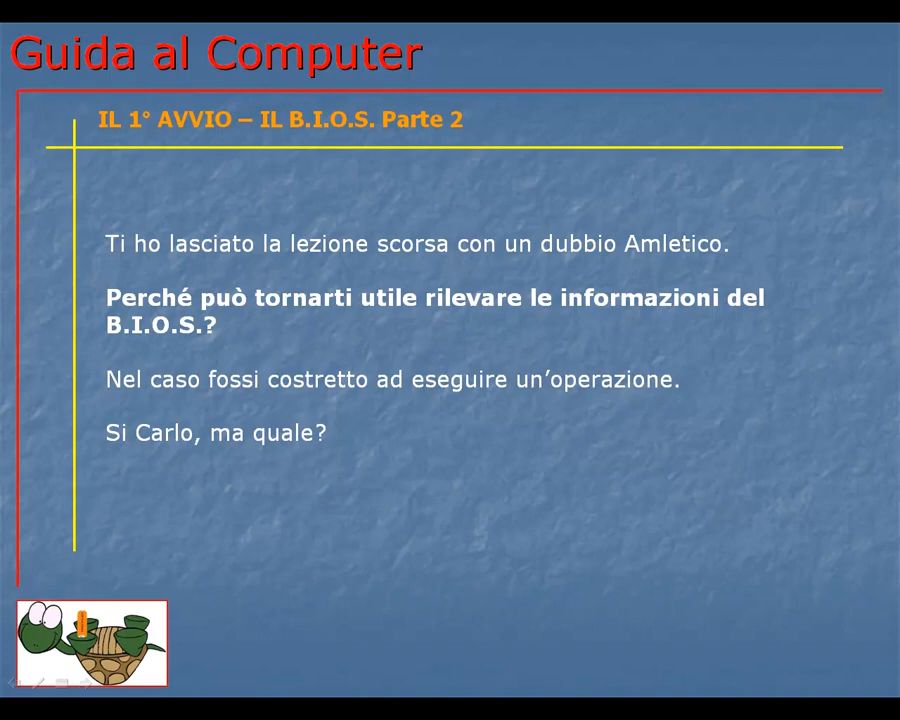 Guida al Computer
IL 1° AVVIO – IL B.I.O.S. Parte 2
Ti ho lasciato la lezione scorsa con un dubbio Amletico.
Perché può tornarti utile rilevare le informazioni del
B.I.O.S.?
Nel caso fossi costretto ad eseguire un’operazione.
Si Carlo, ma quale?